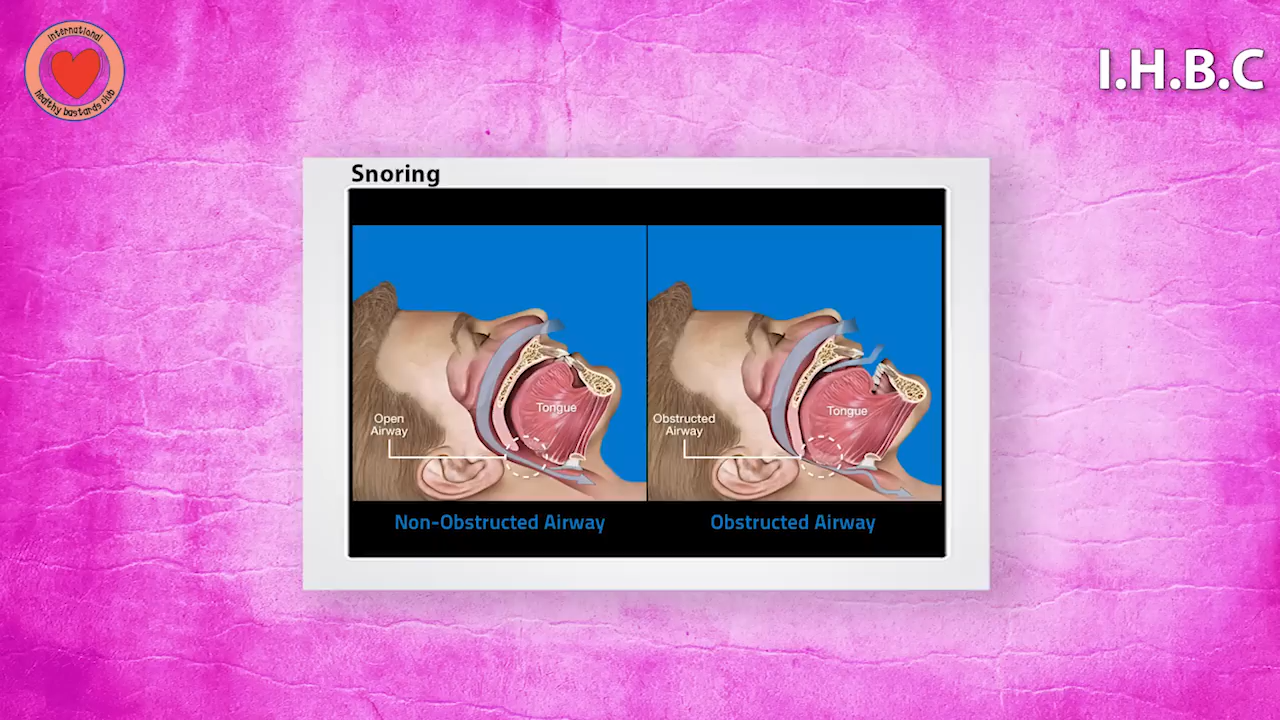 international
healthy bastards club
I.H.B.C
Snoring
Open
Airway
Tongue
Obstructed
Airway
Tongue
Non-Obstructed Airway
Obstructed Airway